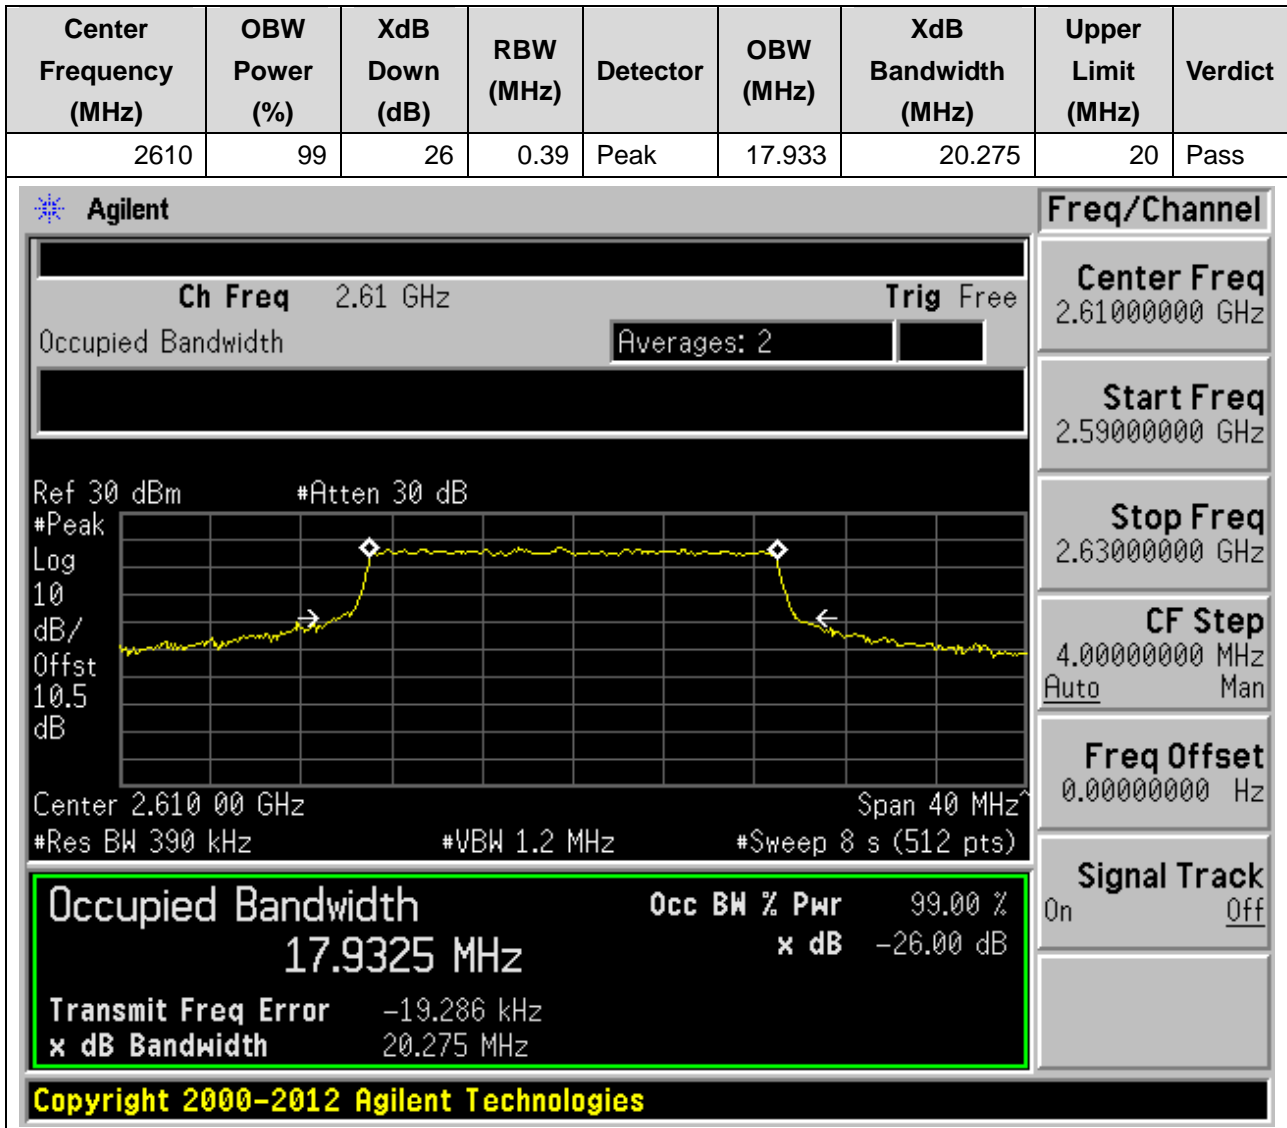 Center Frequency (MHz) OBW Power (%) XdB Down (dB) RBW (MHz) Detector OBW (MHz) XdB Bandwidth (MHz) Upper Limit (MHz) Verdict
2610 99 26 0.39 Peak 17.933 20.275 20 Pass
Agilent
Freq/Channel
Ch Freq 2.61 GHz Trig Free
Occupied Bandwidth Averages: 2
Center Freq
2.61000000 GHz
Start Freq
2.59000000 GHz
Stop Freq
2.63000000 GHz
CF Step
4.00000000 MHz
Auto Man
Freq Offset
0.00000000 Hz
Signal Track
On Off
Ref 30 dBm #Atten 30 dB
#Peak
Log
10
dB/
Offst
10.5
dB
Center 2.610 00 GHz Span 40 MHz^
#Res BW 390 kHz #VBW 1.2 MHz #Sweep 8 s (512 pts)
Occupied Bandwidth Occ BW % Pwr 99.00 %
17.9325 MHz x dB -26.00 dB
Transmit Freq Error -19.286 kHz
x dB Bandwidth 20.275 MHz
Copyright 2000-2012 Agilent Technologies